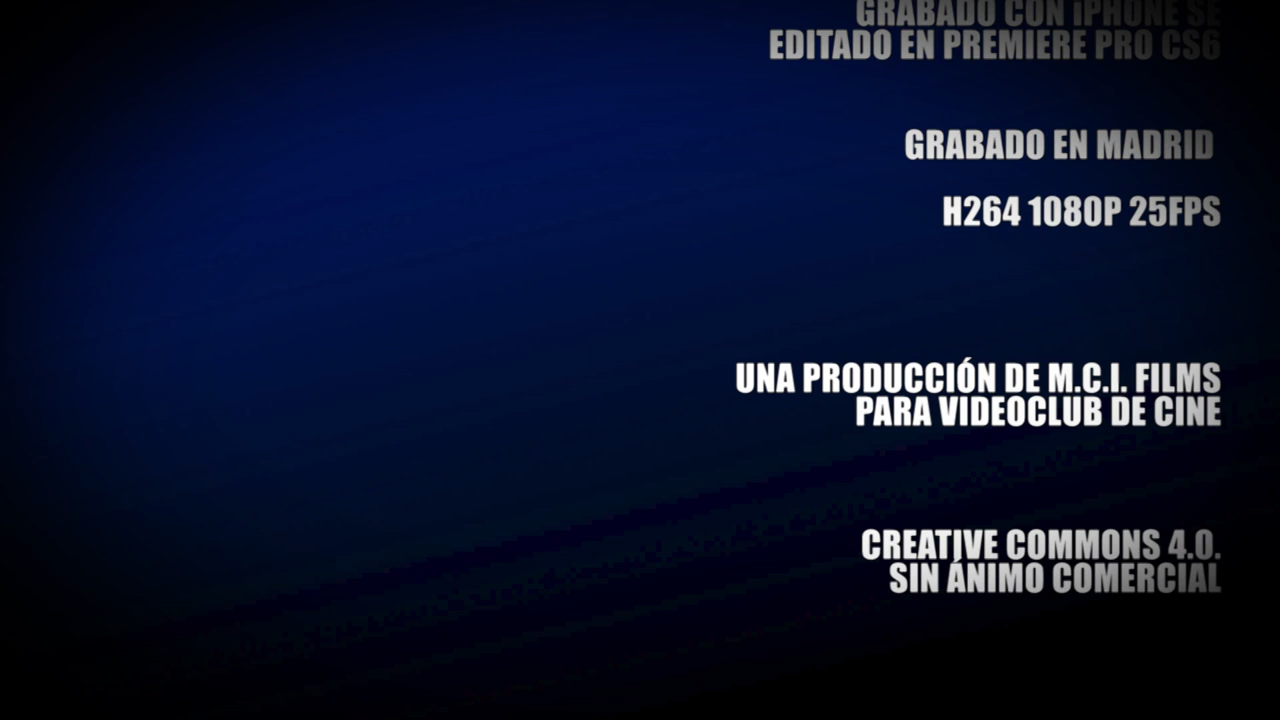 GRABADO CON iPHONE SE
EDITADO EN PREMIERE PRO CS6
GRABADO EN MADRID
H264 1080P 25FPS
UNA PRODUCCIÓN DE M.C.I. FILMS
PARA VIDEOCLUB DE CINE
CREATIVE COMMONS 4.0.
SIN ÁNIMO COMERCIAL